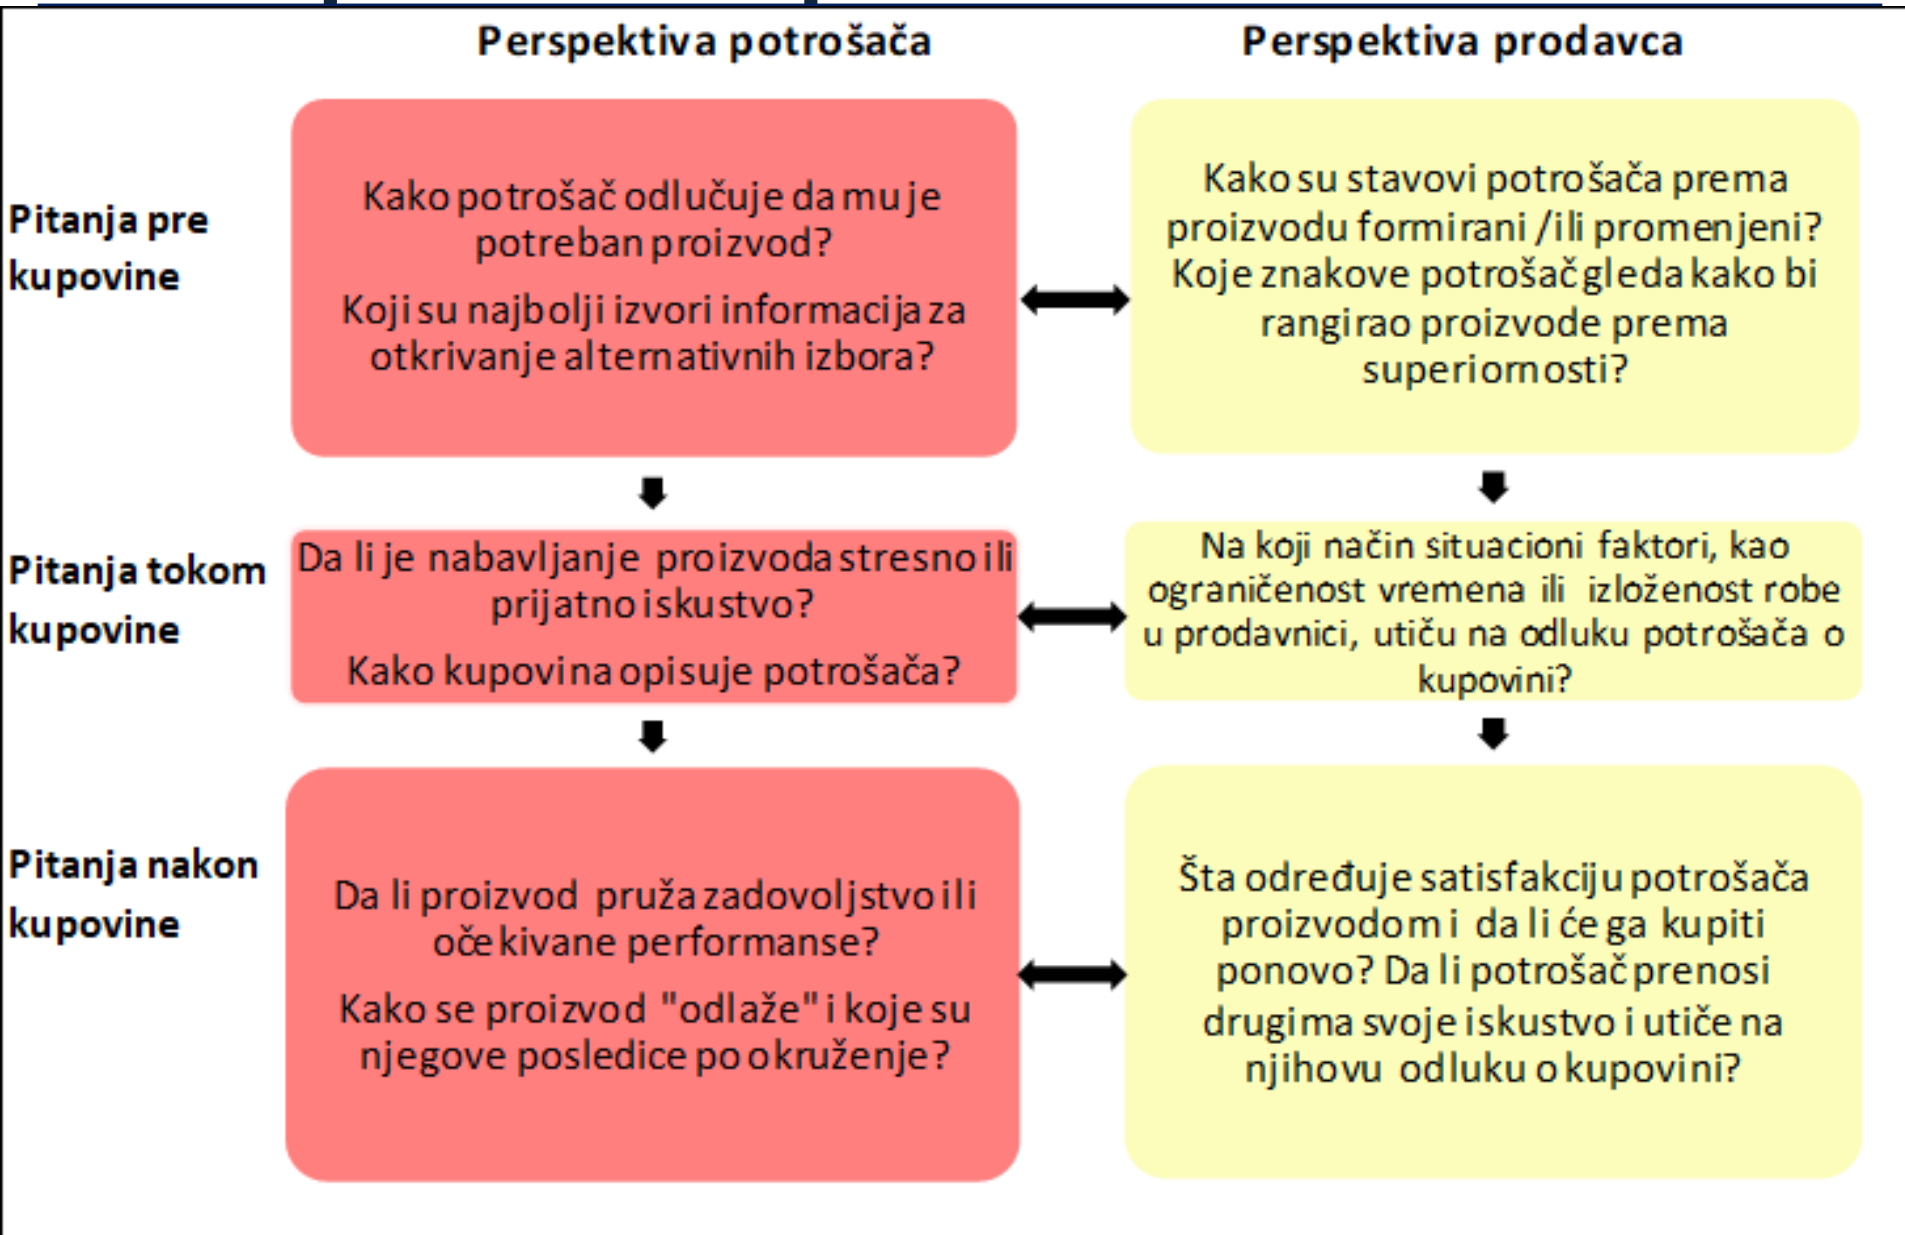 Perspektiva potrošača
Perspektiva prodavca
Pitanja pre
kupovine
Kako potrošač odlučuje da mu je
potreban proizvod?
Koji su najbolji izvori informacija za
otkrivanje alternativnih izbora?
Kako su stavovi potrošača prema
proizvodu formirani /ili promenjeni?
Koje znakove potrošač gleda kako bi
rangirao proizvode prema
superiornosti?
Pitanja tokom
kupovine
Da li je nabavljanje proizvoda stresno ili
prijatno iskustvo?
Kako kupovina opisuje potrošača?
Na koji način situacioni faktori, kao
ograničenost vremena ili izloženost robe
u prodavnici, utiču na odluku potrošača o
kupovini?
Pitanja nakon
kupovine
Da li proizvod pruža zadovoljstvo ili
očekivane performanse?
Kako se proizvod "odlaže" i koje su
njegove posledice po okruženje?
Šta određuje satisfakciju potrošača
proizvodom i da li će ga kupiti
ponovo? Da li potrošač prenosi
drugima svoje iskustvo i utiče na
njihovu odluku o kupovini?